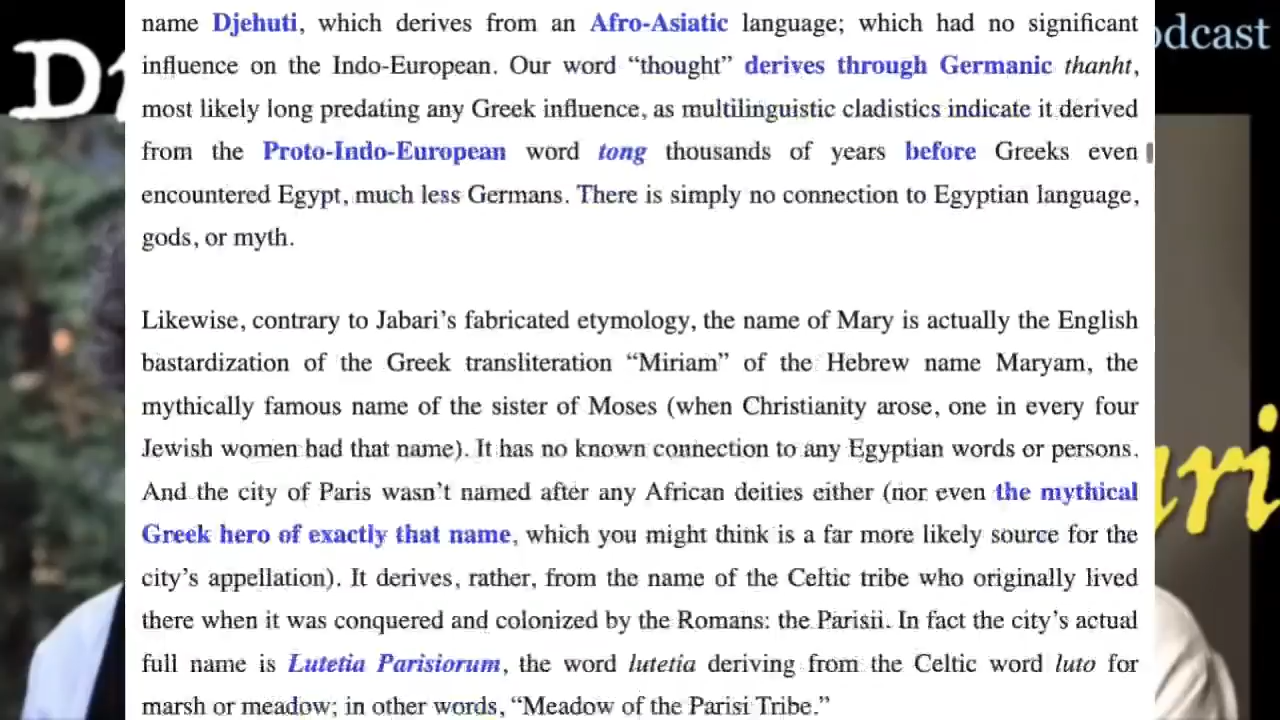 name Djehuti, which derives from an Afro-Asiatic language; which had no significant
influence on the Indo-European. Our word “thought” derives through Germanic thanht,
most likely long predating any Greek influence, as multilinguistic cladistics indicate it derived
from the Proto-Indo-European word tong thousands of years before Greeks even
encountered Egypt, much less Germans. There is simply no connection to Egyptian language,
gods, or myth.
Likewise, contrary to Jabari’s fabricated etymology, the name of Mary is actually the English
bastardization of the Greek transliteration “Miriam” of the Hebrew name Maryam, the
mythically famous name of the sister of Moses (when Christianity arose, one in every four
Jewish women had that name). It has no known connection to any Egyptian words or persons.
And the city of Paris wasn’t named after any African deities either (nor even the mythical
Greek hero of exactly that name, which you might think is a far more likely source for the
city’s appellation). It derives, rather, from the name of the Celtic tribe who originally lived
there when it was conquered and colonized by the Romans: the Parisii. In fact the city’s actual
full name is Lutetia Parisiorum, the word lutetia deriving from the Celtic word luto for
marsh or meadow; in other words, “Meadow of the Parisi Tribe.”